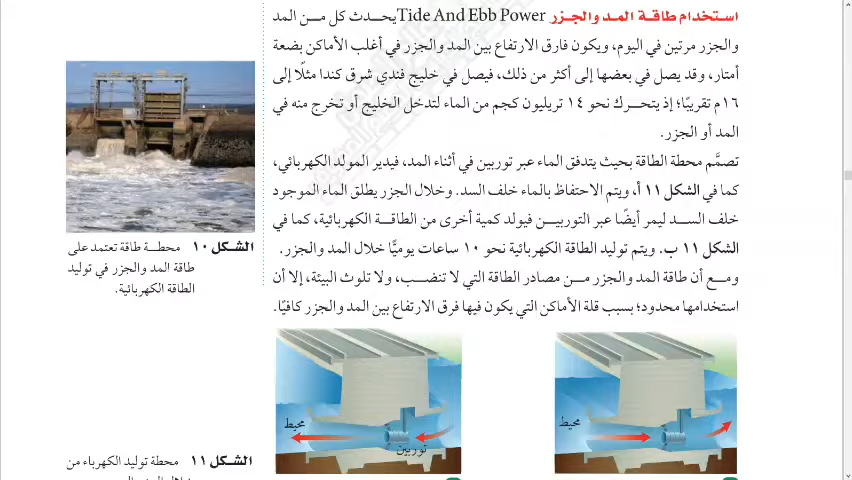 استخدام طاقة المد والجزر Tide And Ebb Power يحدث كل من المد
والجزر مرتين في اليوم، ويكون فارق الارتفاع بين المد والجزر في أغلب الأماكن بضعة
أمتار، وقد يصل في بعضها إلى أكثر من ذلك، فيصل في خليج فندي شرق كندا مثلًا إلى
١٦م تقريبًا؛ إذ يتحرك نحو ١٤ تريليون كجم من الماء لتدخل الخليج أو تخرج منه في
المد أو الجزر.
تصمَّم محطة الطاقة بحيث يتدفق الماء عبر توربين في أثناء المد، فيدير المولد الكهربائي،
كما في الشكل ١١ أ، ويتم الاحتفاظ بالماء خلف السد. وخلال الجزر يطلق الماء الموجود
خلف السد ليمر أيضًا عبر التوربين فيولد كمية أخرى من الطاقة الكهربائية، كما في
الشكل ١١ ب. ويتم توليد الطاقة الكهربائية نحو ١٠ ساعات يوميًّا خلال المد والجزر.
ومع أن طاقة المد والجزر من مصادر الطاقة التي لا تنضب، ولا تلوث البيئة، إلا أن
استخدامها محدود؛ بسبب قلة الأماكن التي يكون فيها فرق الارتفاع بين المد والجزر كافيًا.
الشكل ١٠ محطة طاقة تعتمد على
طاقة المد والجزر في توليد
الطاقة الكهربائية.
محيط
محيط
توربين
الشكل ١١ محطة توليد الكهرباء من